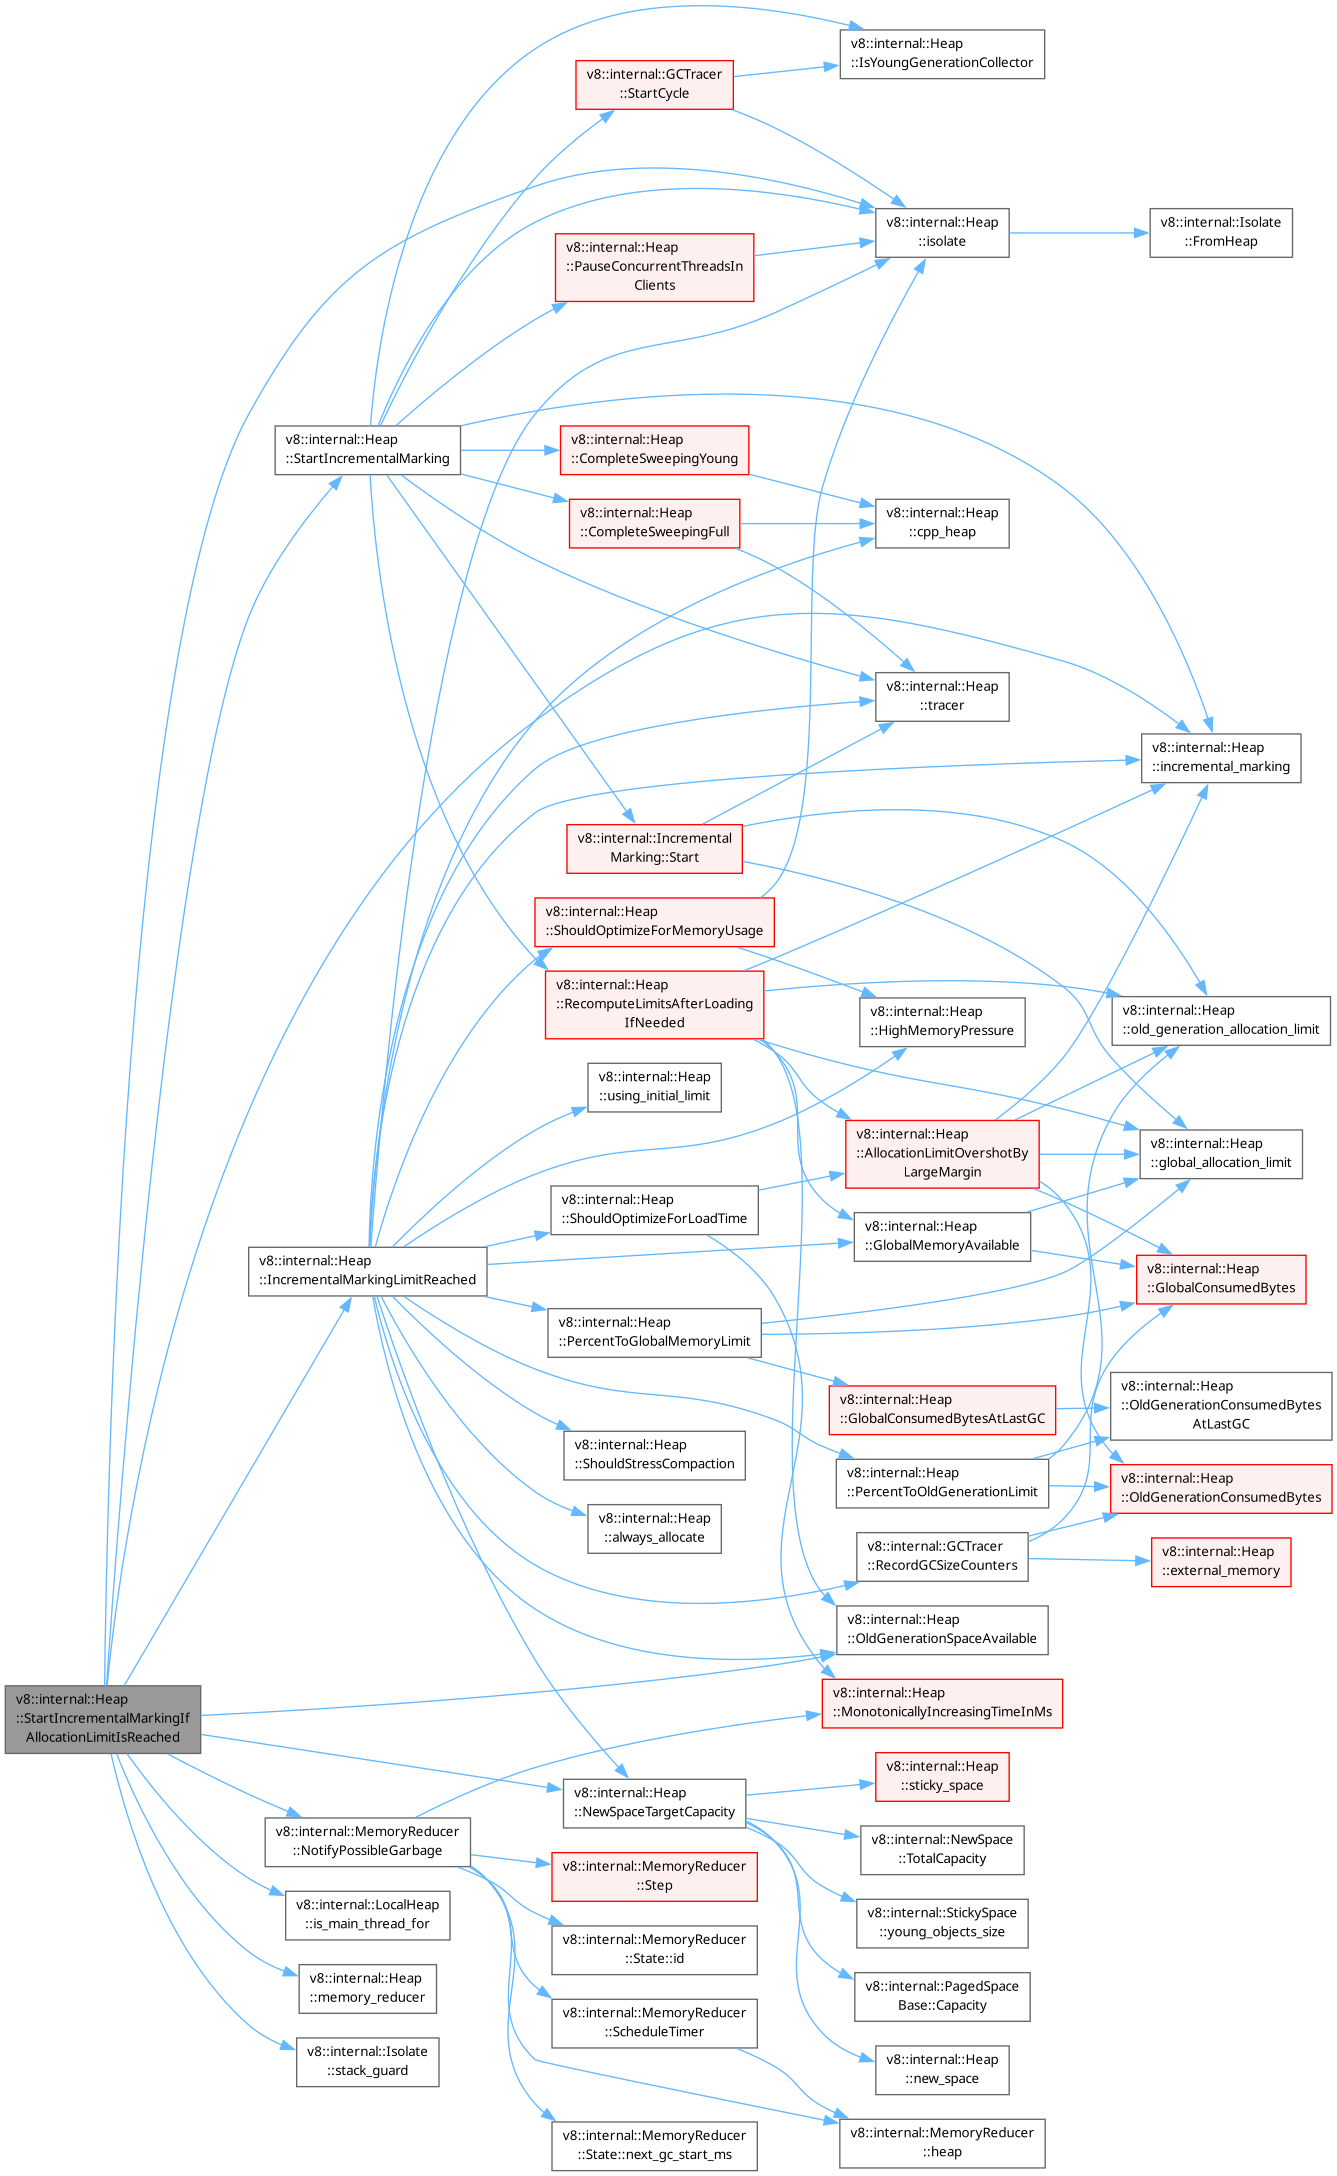 v8::internal::Heap
::IsYoungGenerationCollector
v8::internal::GCTracer
::StartCycle
v8::internal::Heap
::isolate
v8::internal::Isolate
::FromHeap
v8::internal::Heap
::PauseConcurrentThreadsIn
Clients
v8::internal::Heap
::StartIncrementalMarking
v8::internal::Heap
::CompleteSweepingYoung
v8::internal::Heap
::CompleteSweepingFull
v8::internal::Heap
::cpp_heap
v8::internal::Heap
::tracer
v8::internal::Heap
::incremental_marking
v8::internal::Incremental
Marking::Start
v8::internal::Heap
::ShouldOptimizeForMemoryUsage
v8::internal::Heap
::RecomputeLimitsAfterLoading
IfNeeded
v8::internal::Heap
::HighMemoryPressure
v8::internal::Heap
::old_generation_allocation_limit
v8::internal::Heap
::using_initial_limit
v8::internal::Heap
::AllocationLimitOvershotBy
LargeMargin
v8::internal::Heap
::global_allocation_limit
v8::internal::Heap
::ShouldOptimizeForLoadTime
v8::internal::Heap
::GlobalMemoryAvailable
v8::internal::Heap
::IncrementalMarkingLimitReached
v8::internal::Heap
::GlobalConsumedBytes
v8::internal::Heap
::PercentToGlobalMemoryLimit
v8::internal::Heap
::GlobalConsumedBytesAtLastGC
v8::internal::Heap
::OldGenerationConsumedBytes
AtLastGC
v8::internal::Heap
::ShouldStressCompaction
v8::internal::Heap
::PercentToOldGenerationLimit
v8::internal::Heap
::OldGenerationConsumedBytes
v8::internal::Heap
::always_allocate
v8::internal::GCTracer
::RecordGCSizeCounters
v8::internal::Heap
::external_memory
v8::internal::Heap
::OldGenerationSpaceAvailable
v8::internal::Heap
::StartIncrementalMarkingIf
AllocationLimitIsReached
v8::internal::Heap
::MonotonicallyIncreasingTimeInMs
v8::internal::Heap
::NewSpaceTargetCapacity
v8::internal::Heap
::sticky_space
v8::internal::MemoryReducer
::NotifyPossibleGarbage
v8::internal::NewSpace
::TotalCapacity
v8::internal::MemoryReducer
::Step
v8::internal::LocalHeap
::is_main_thread_for
v8::internal::StickySpace
::young_objects_size
v8::internal::MemoryReducer
::State::id
v8::internal::Heap
::memory_reducer
v8::internal::PagedSpace
Base::Capacity
v8::internal::MemoryReducer
::ScheduleTimer
v8::internal::Isolate
::stack_guard
v8::internal::Heap
::new_space
v8::internal::MemoryReducer
::State::next_gc_start_ms
v8::internal::MemoryReducer
::heap